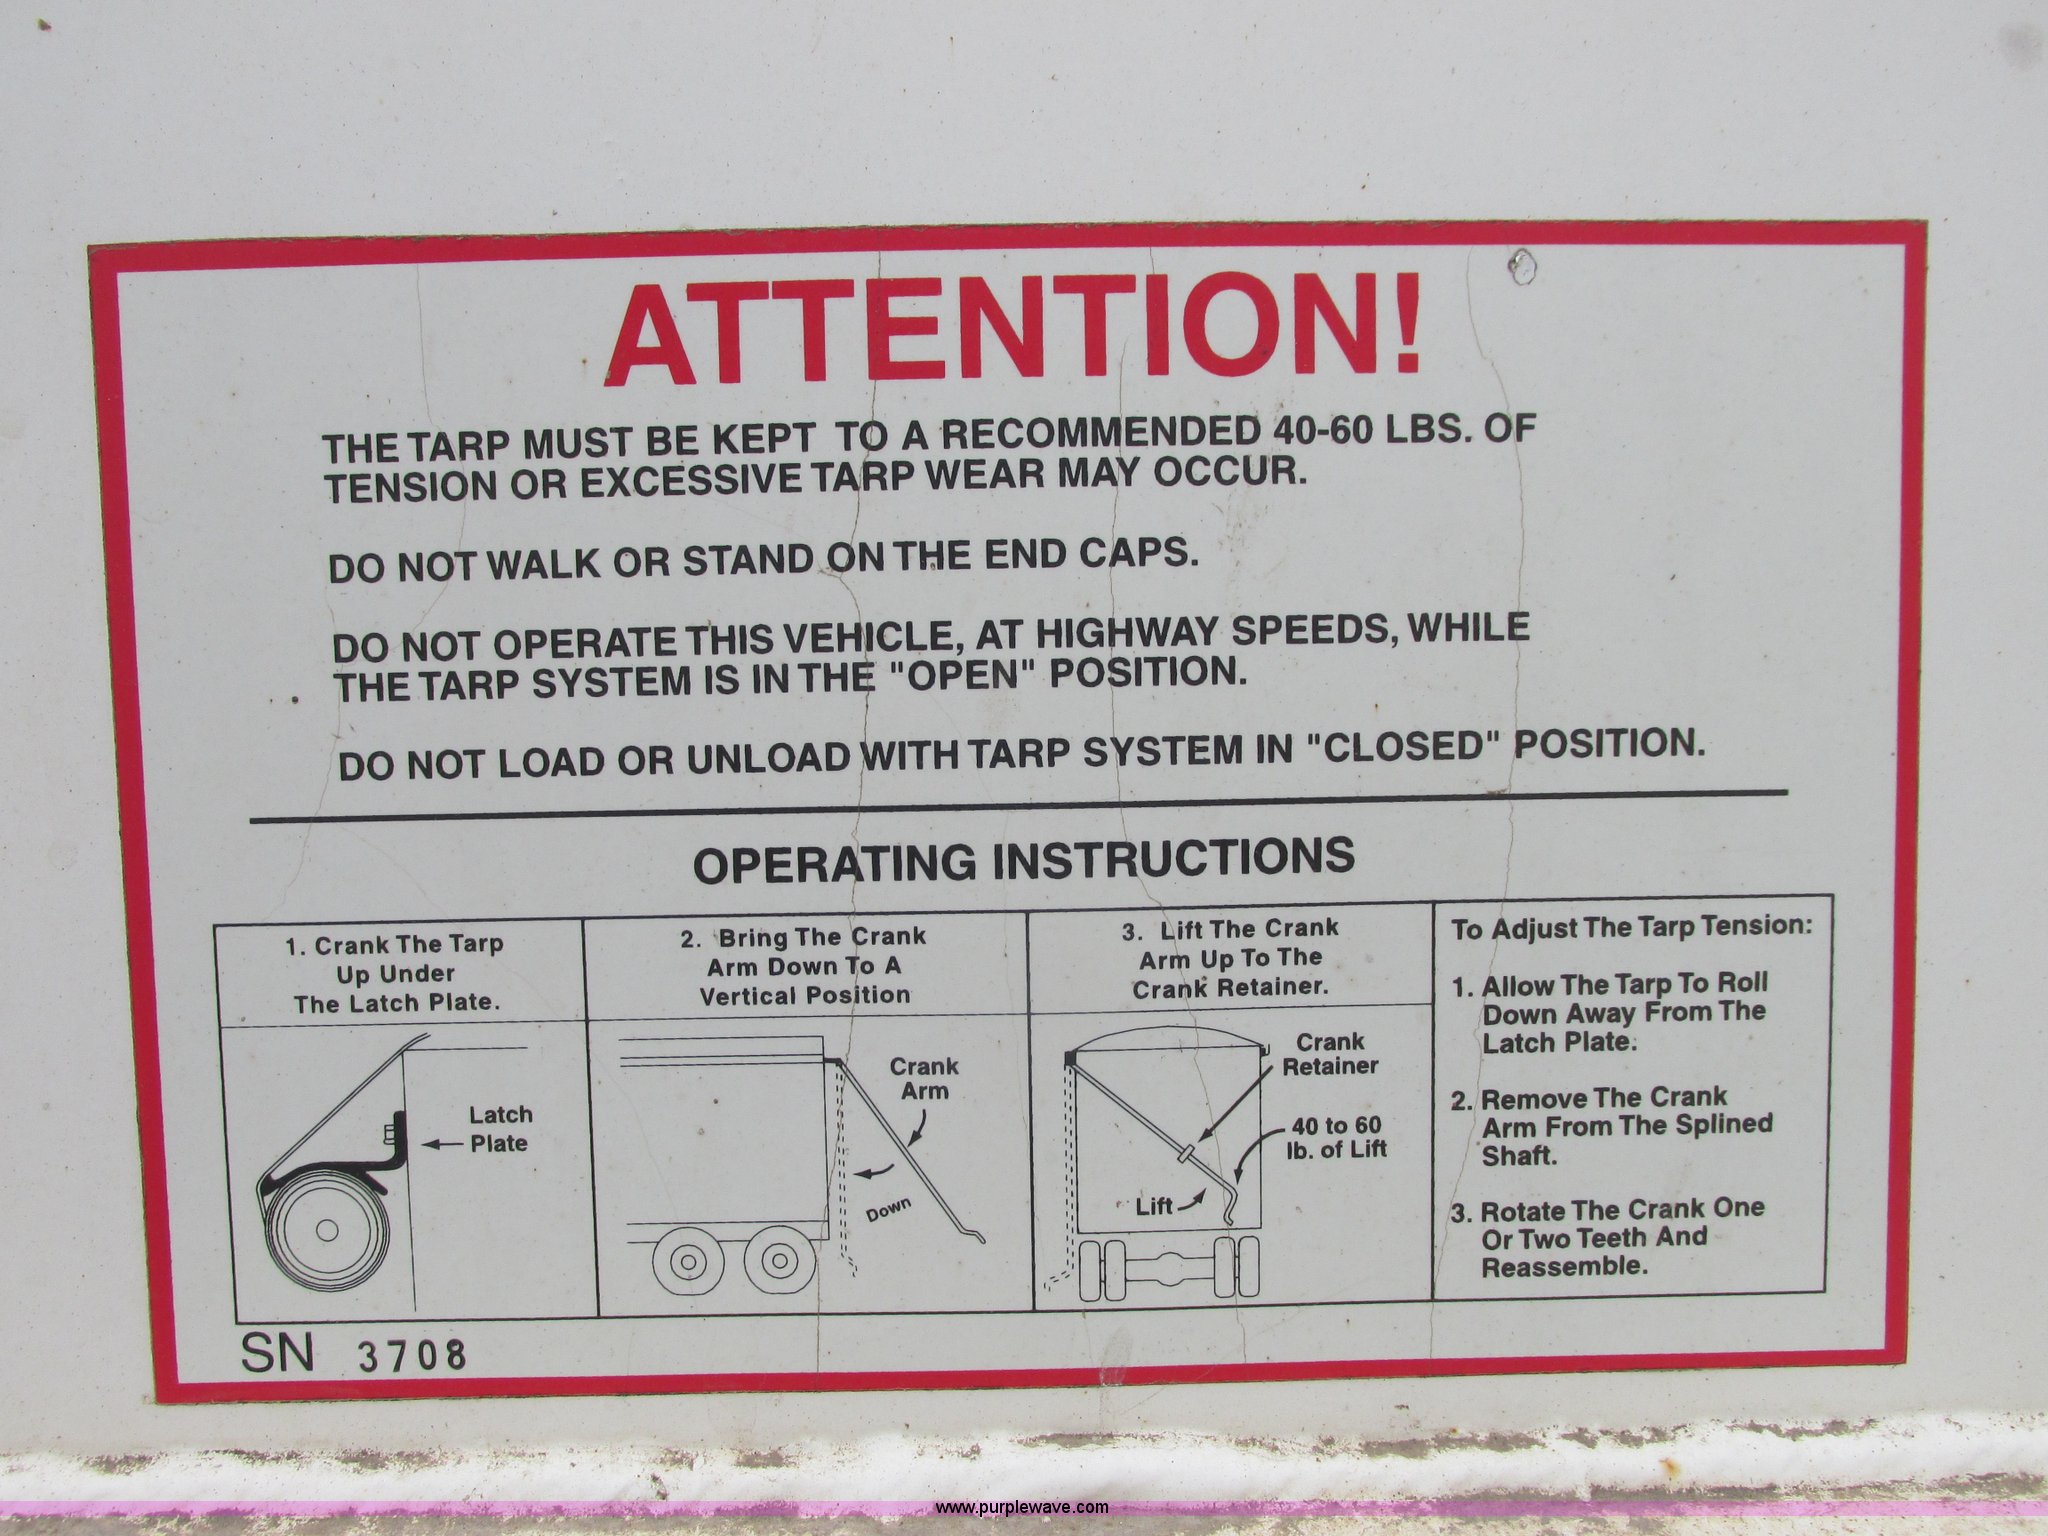 ATTENTION!
THE TARP MUST BE KEPT TO A RECOMMENDED 40-60 LBS. OF
TENSION OR EXCESSIVE TARP WEAR MAY OCCUR.
DO NOT WALK OR STAND ON THE END CAPS.
DO NOT OPERATE THIS VEHICLE, AT HIGHWAY SPEEDS, WHILE
THE TARP SYSTEM IS IN THE "OPEN" POSITION.
DO NOT LOAD OR UNLOAD WITH TARP SYSTEM IN "CLOSED" POSITION.
OPERATING INSTRUCTIONS
1. Crank The Tarp
Up Under
The Latch Plate.
Latch
Plate
2. Bring The Crank
Arm Down To A
Vertical Position
Crank
Arm
Down
3. Lift The Crank
Arm Up To The
Crank Retainer.
Crank
Retainer
40 to 60
lb. of Lift
Lift
To Adjust The Tarp Tension:
1. Allow The Tarp To Roll
Down Away From The
Latch Plate.
2. Remove The Crank
Arm From The Splined
Shaft.
3. Rotate The Crank One
Or Two Teeth And
Reassemble.
SN 3708
www.purplewave.com